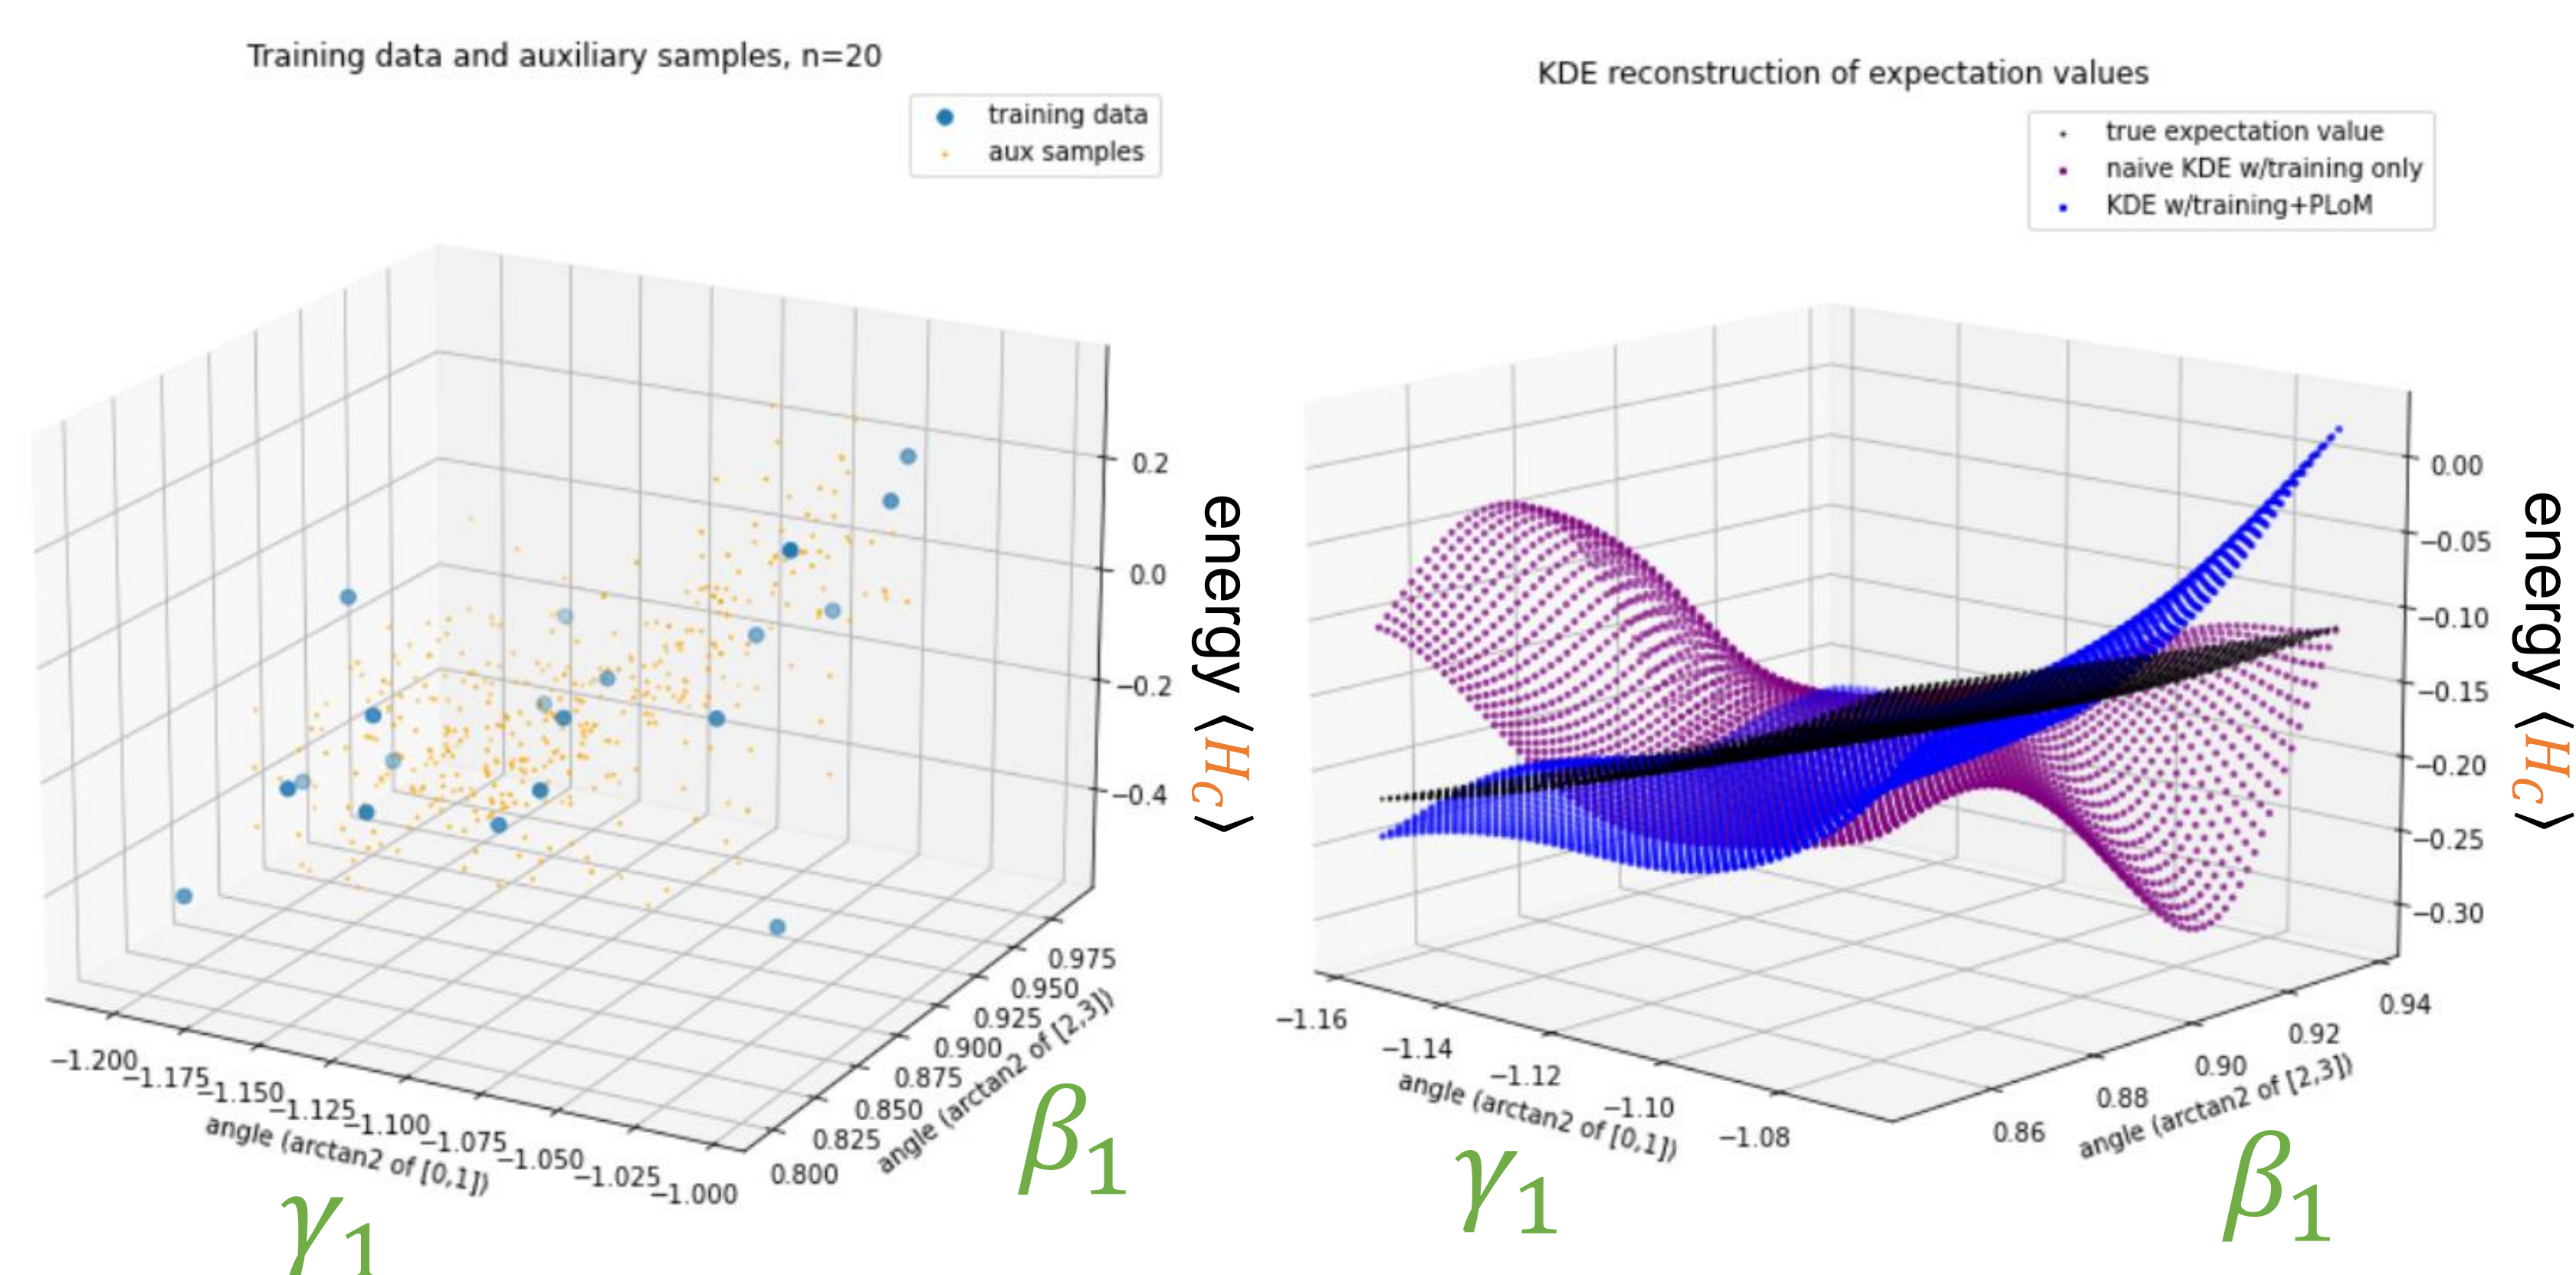 Training data and auxiliary samples, n=20
training data
aux samples
0.2
0.0
−0.2
−0.4
energy ⟨H_C⟩
0.975
0.950
0.925
0.900
0.875
0.850
0.825
0.800
angle (arctan2 of [2,3])
β₁
−1.200
−1.175
−1.150
−1.125
−1.100
−1.075
−1.050
−1.025
−1.000
angle (arctan2 of [0,1])
γ₁
KDE reconstruction of expectation values
true expectation value
naive KDE w/training only
KDE w/training+PLoM
0.00
−0.05
−0.10
−0.15
−0.20
−0.25
−0.30
energy ⟨H_C⟩
0.94
0.92
0.90
0.88
0.86
angle (arctan2 of [2,3])
β₁
−1.16
−1.14
−1.12
−1.10
−1.08
angle (arctan2 of [0,1])
γ₁